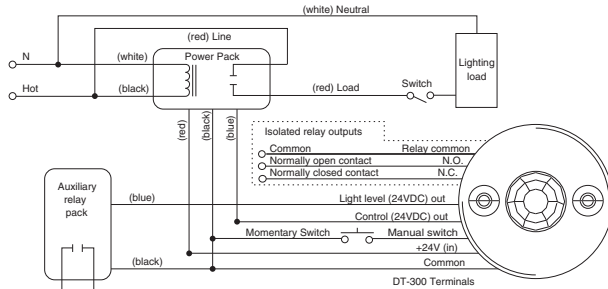 (white) Neutral
(red) Line
N
(white)
Power Pack
Hot
(black)
(red) Load
Switch
Lighting
load
(red)
(black)
(blue)
Isolated relay outputs
Common
Relay common
Normally open contact
N.O.
Normally closed contact
N.C.
Auxiliary
relay
pack
(blue)
Light level (24VDC) out
Control (24VDC) out
Momentary Switch
Manual switch
+24V (in)
(black)
Common
DT-300 Terminals